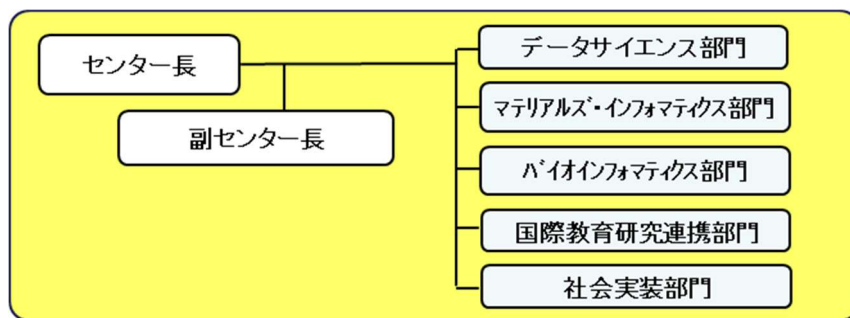 センター長
副センター長
データサイエンス部門
マテリアルズ・インフォマティクス部門
バイオインフォマティクス部門
国際教育研究連携部門
社会実装部門